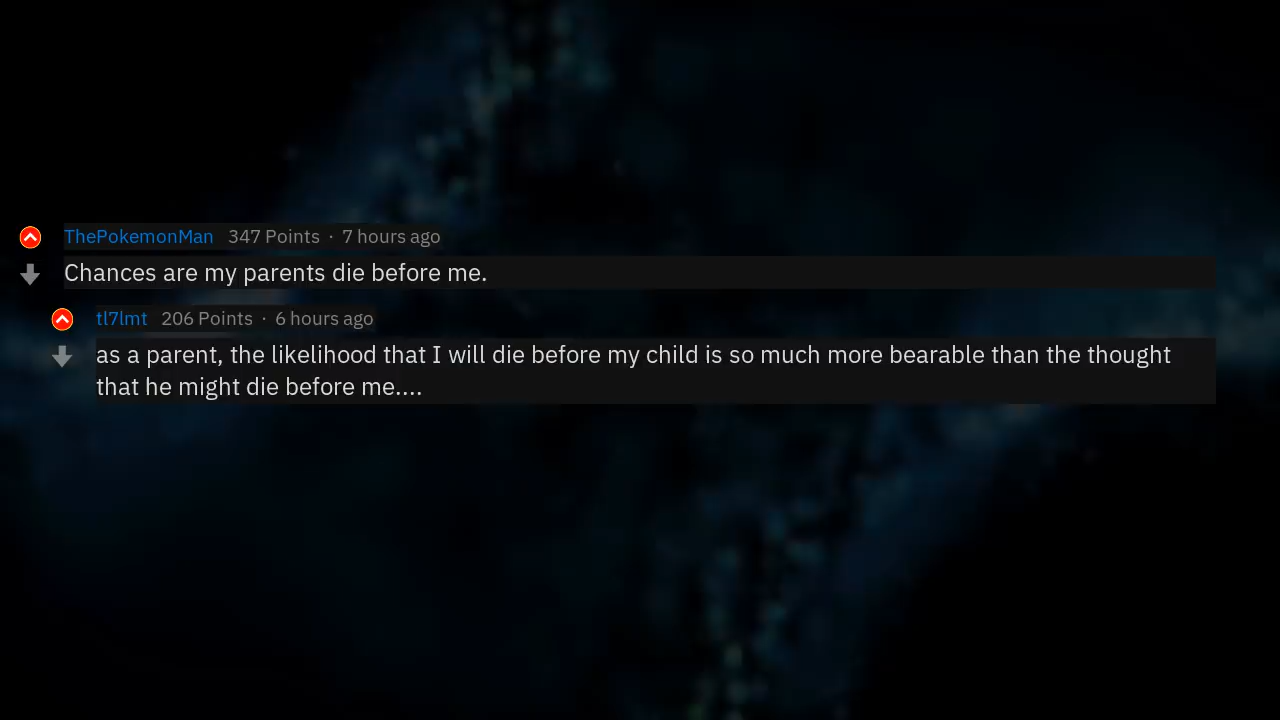 ThePokemonMan 347 Points · 7 hours ago
Chances are my parents die before me.
tl7lmt 206 Points · 6 hours ago
as a parent, the likelihood that I will die before my child is so much more bearable than the thought
that he might die before me....